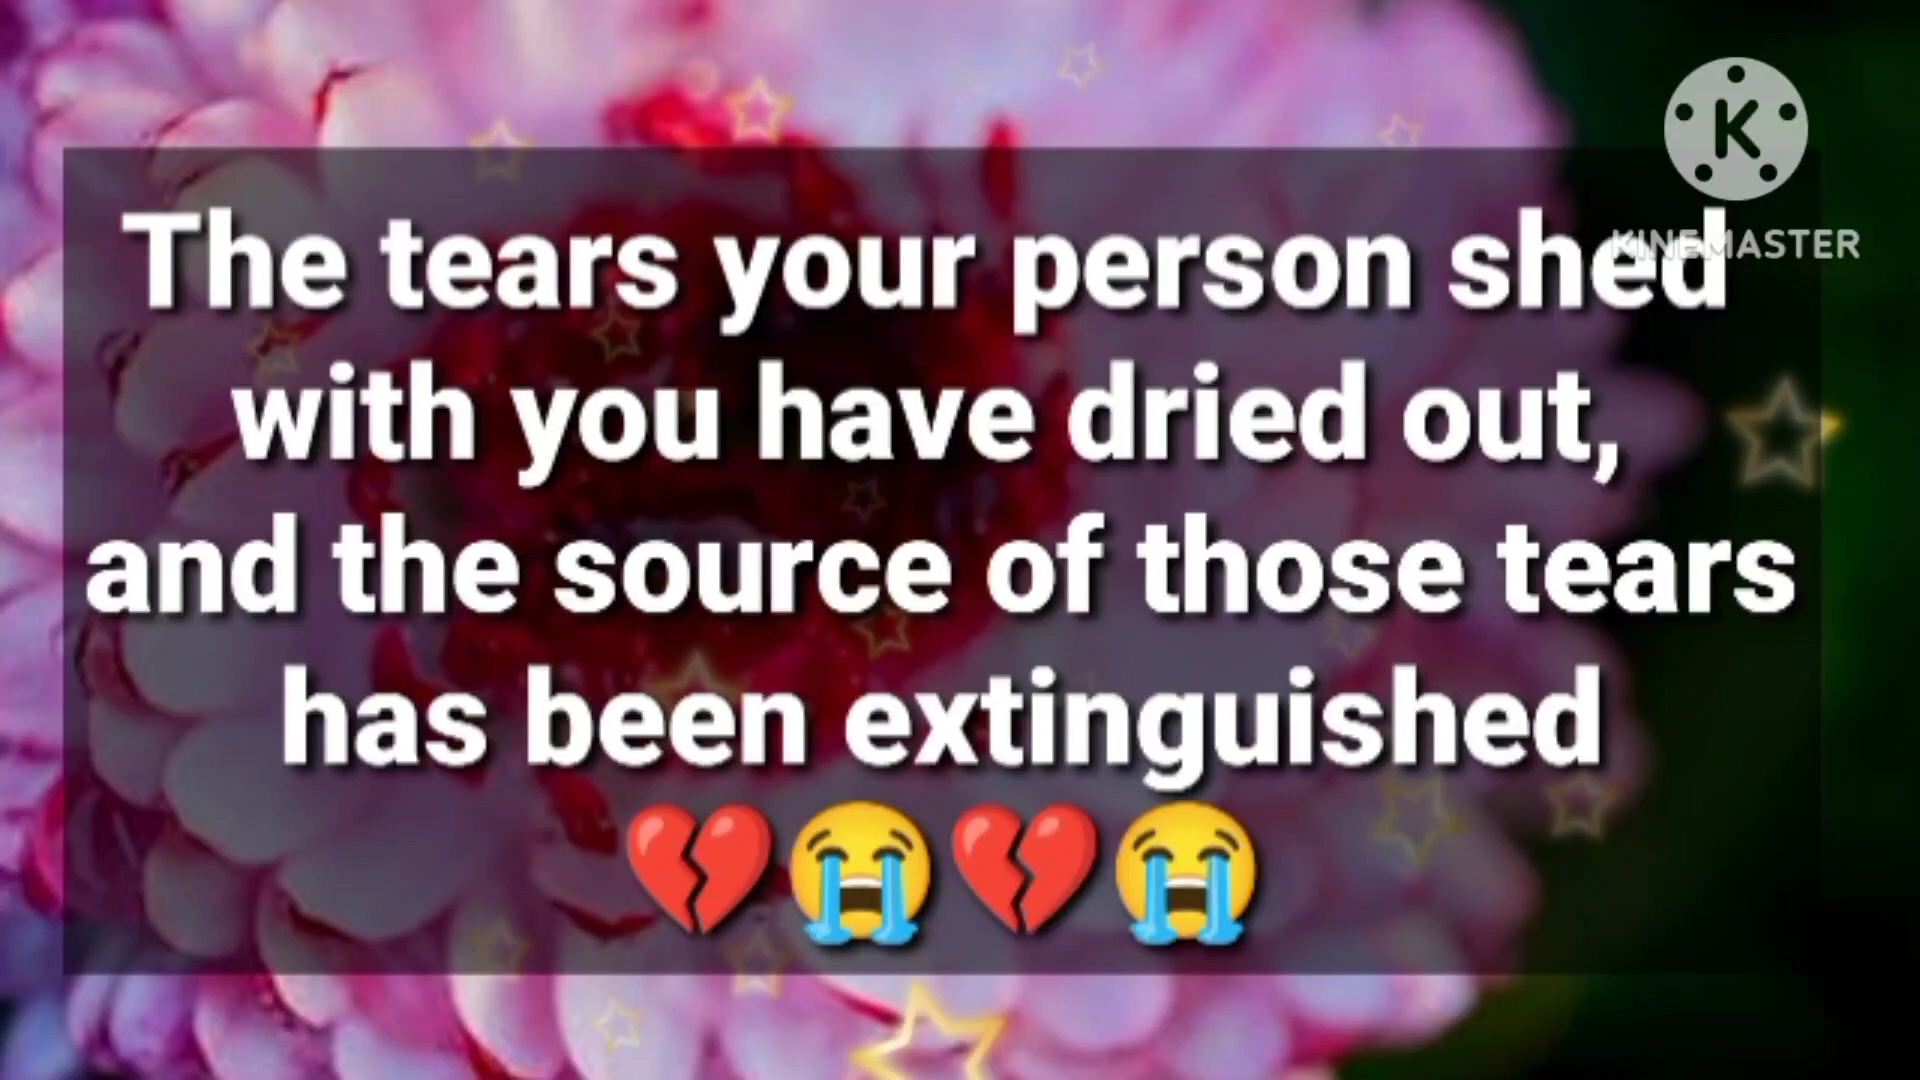 K
KINEMASTER
The tears your person shed
with you have dried out,
and the source of those tears
has been extinguished
💔😭💔😭